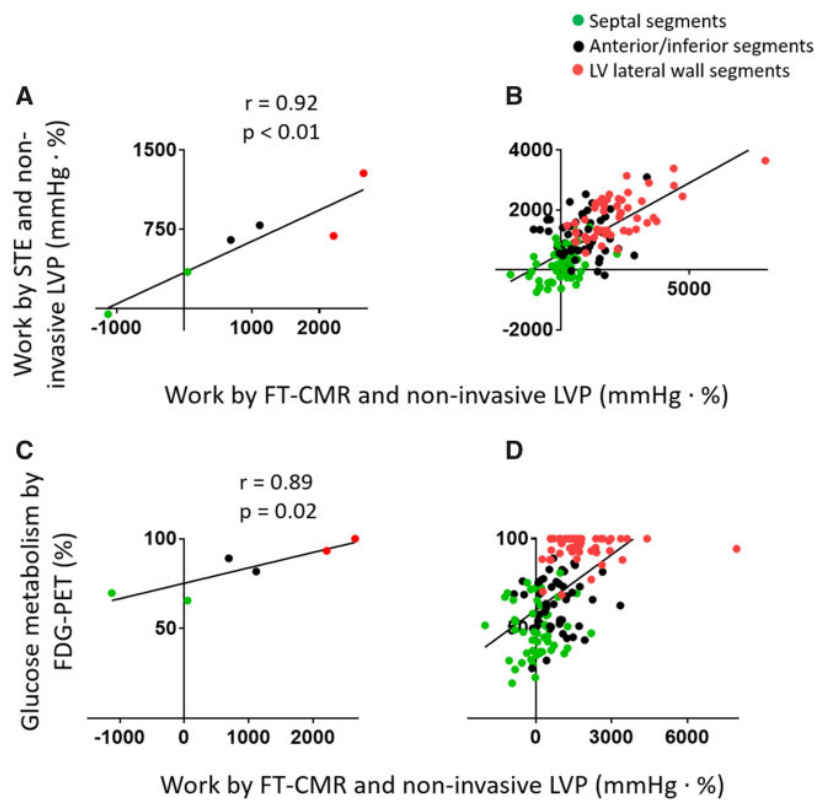 Septal segments
Anterior/inferior segments
LV lateral wall segments
A
r = 0.92
p < 0.01
B
Work by STE and non-
invasive LVP (mmHg · %)
1500
750
-1000
0
1000
2000
4000
2000
5000
-2000
Work by FT-CMR and non-invasive LVP (mmHg · %)
C
r = 0.89
p = 0.02
D
Glucose metabolism by
FDG-PET (%)
100
50
-1000
0
1000
2000
100
50
0
3000
6000
Work by FT-CMR and non-invasive LVP (mmHg · %)